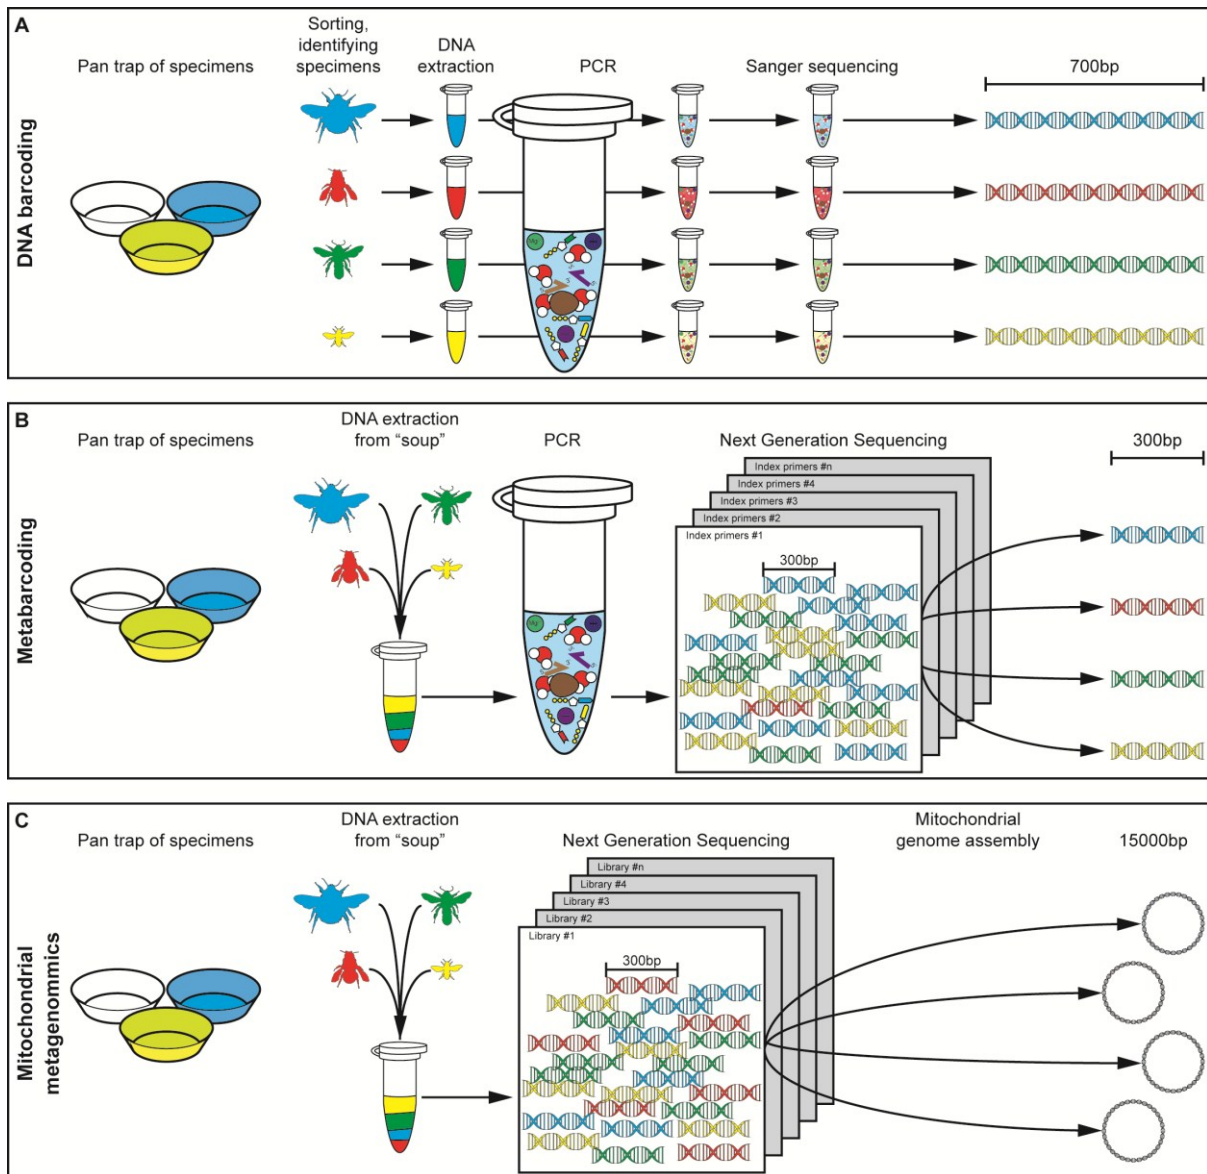 A
Pan trap of specimens
Sorting,
identifying
specimens
DNA
extraction
PCR
Sanger sequencing
700bp
DNA barcoding
B
Pan trap of specimens
DNA extraction
from “soup”
PCR
Next Generation Sequencing
300bp
Index primers #n
Index primers #4
Index primers #3
Index primers #2
Index primers #1
300bp
Metabarcoding
C
Pan trap of specimens
DNA extraction
from “soup”
Next Generation Sequencing
Mitochondrial
genome assembly
15000bp
Library #n
Library #4
Library #3
Library #2
Library #1
300bp
Mitochondrial
metagenommics